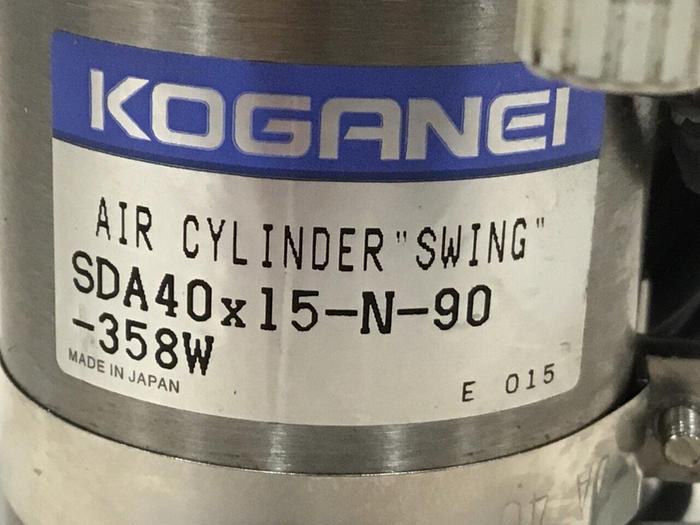 KOGANEI
AIR CYLINDER "SWING"
SDA40x15-N-90
-358W
MADE IN JAPAN
E 015